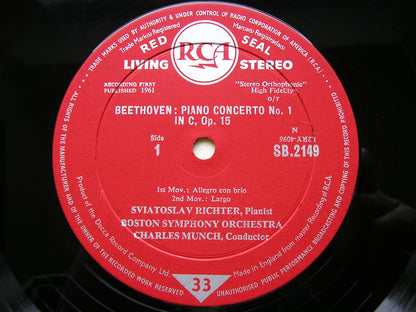 TRADE MARKS USED BY AUTHORITY & UNDER CONTROL OF RADIO CORPORATION OF AMERICA (RCA)
Trade Mark(s) Registered
Marca(s) Registrada(s)
RED SEAL
RCA
LIVING STEREO
RECORDING FIRST
PUBLISHED 1961
"Stereo Orthophonic"
High Fidelity
O/T
BEETHOVEN : PIANO CONCERTO No. 1
IN C, Op. 15
Side
1
N
SB.2149
1st Mov.: Allegro con brio
2nd Mov.: Largo
SVIATOSLAV RICHTER, Pianist
BOSTON SYMPHONY ORCHESTRA
CHARLES MUNCH, Conductor
Product of the Decca Record Company Ltd.
Made in England from master Recording of RCA.
33
ALL RIGHTS OF THE MANUFACTURER AND OF THE OWNER OF THE RECORDED WORK RESERVED
UNAUTHORISED PUBLIC PERFORMANCE BROADCASTING AND COPYING OF THIS RECORD PROHIBITED